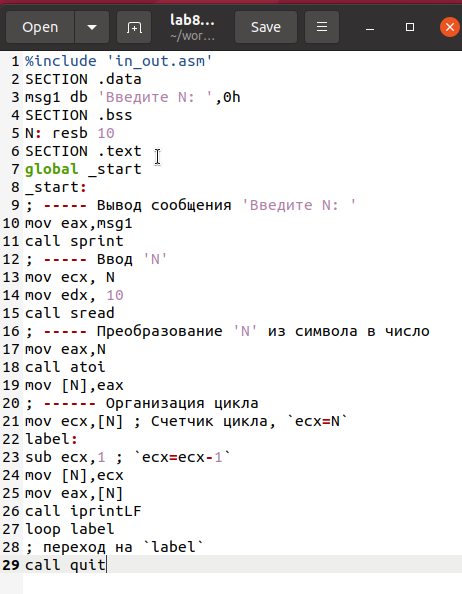 Open
lab8...
~/wor...
Save
1 %include 'in_out.asm'
2 SECTION .data
3 msg1 db 'Введите N: ',0h
4 SECTION .bss
5 N: resb 10
6 SECTION .text
7 global _start
8 _start:
9 ; ----- Вывод сообщения 'Введите N: '
10 mov eax,msg1
11 call sprint
12 ; ----- Ввод 'N'
13 mov ecx, N
14 mov edx, 10
15 call sread
16 ; ----- Преобразование 'N' из символа в число
17 mov eax,N
18 call atoi
19 mov [N],eax
20 ; ------ Организация цикла
21 mov ecx,[N] ; Счетчик цикла, `ecx=N`
22 label:
23 sub ecx,1 ; `ecx=ecx-1`
24 mov [N],ecx
25 mov eax,[N]
26 call iprintLF
27 loop label
28 ; переход на `label`
29 call quit